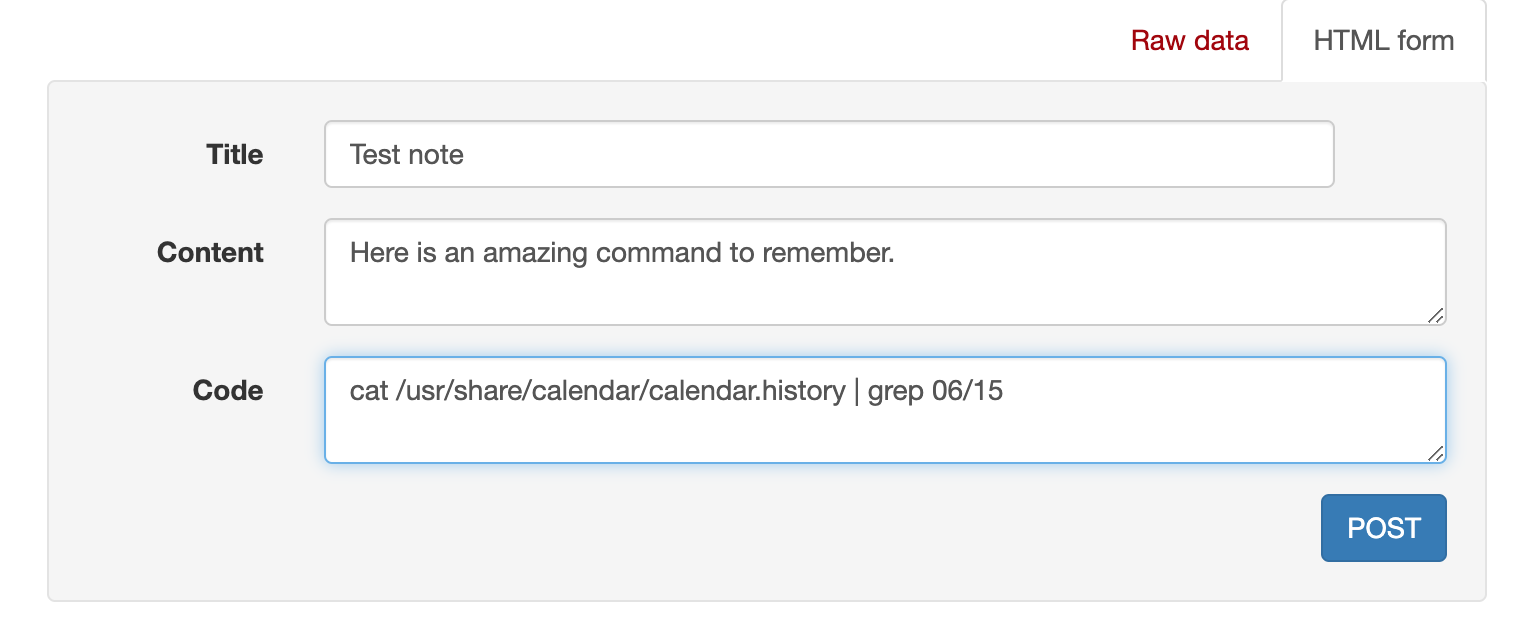 Raw data
HTML form
Title
Test note
Content
Here is an amazing command to remember.
Code
cat /usr/share/calendar/calendar.history | grep 06/15
POST